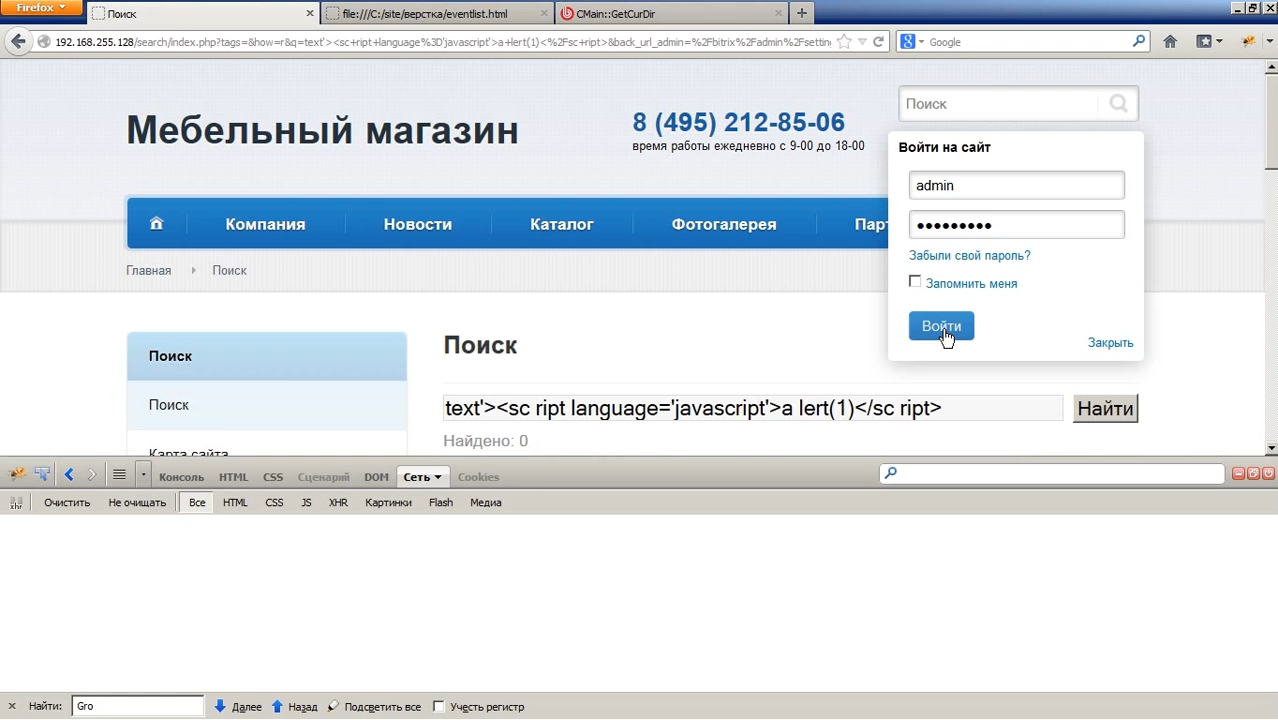 Firefox
Поиск
file:///C:/site/верстка/eventlist.html
CMain::GetCurDir
192.168.255.128/search/index.php?tags=&how=r&q=text'><sc+ript+language%3D'javascript'>a+lert(1)<%2Fsc+ript>&back_url_admin=%2Fbitrix%2Fadmin%2Fsettin
Google
Мебельный магазин
8 (495) 212-85-06
время работы ежедневно с 9-00 до 18-00
Поиск
Войти на сайт
admin
Забыли свой пароль?
Запомнить меня
Войти
Закрыть
Компания
Новости
Каталог
Фотогалерея
Парт
Главная
Поиск
Поиск
Поиск
Карта сайта
Поиск
text'><sc ript language='javascript'>a lert(1)</sc ript>
Найти
Найдено: 0
Консоль HTML CSS Сценарий DOM Сеть Cookies
xhr Очистить Не очищать Все HTML CSS JS XHR Картинки Flash Медиа
Найти: Gro Далее Назад Подсветить все Учесть регистр